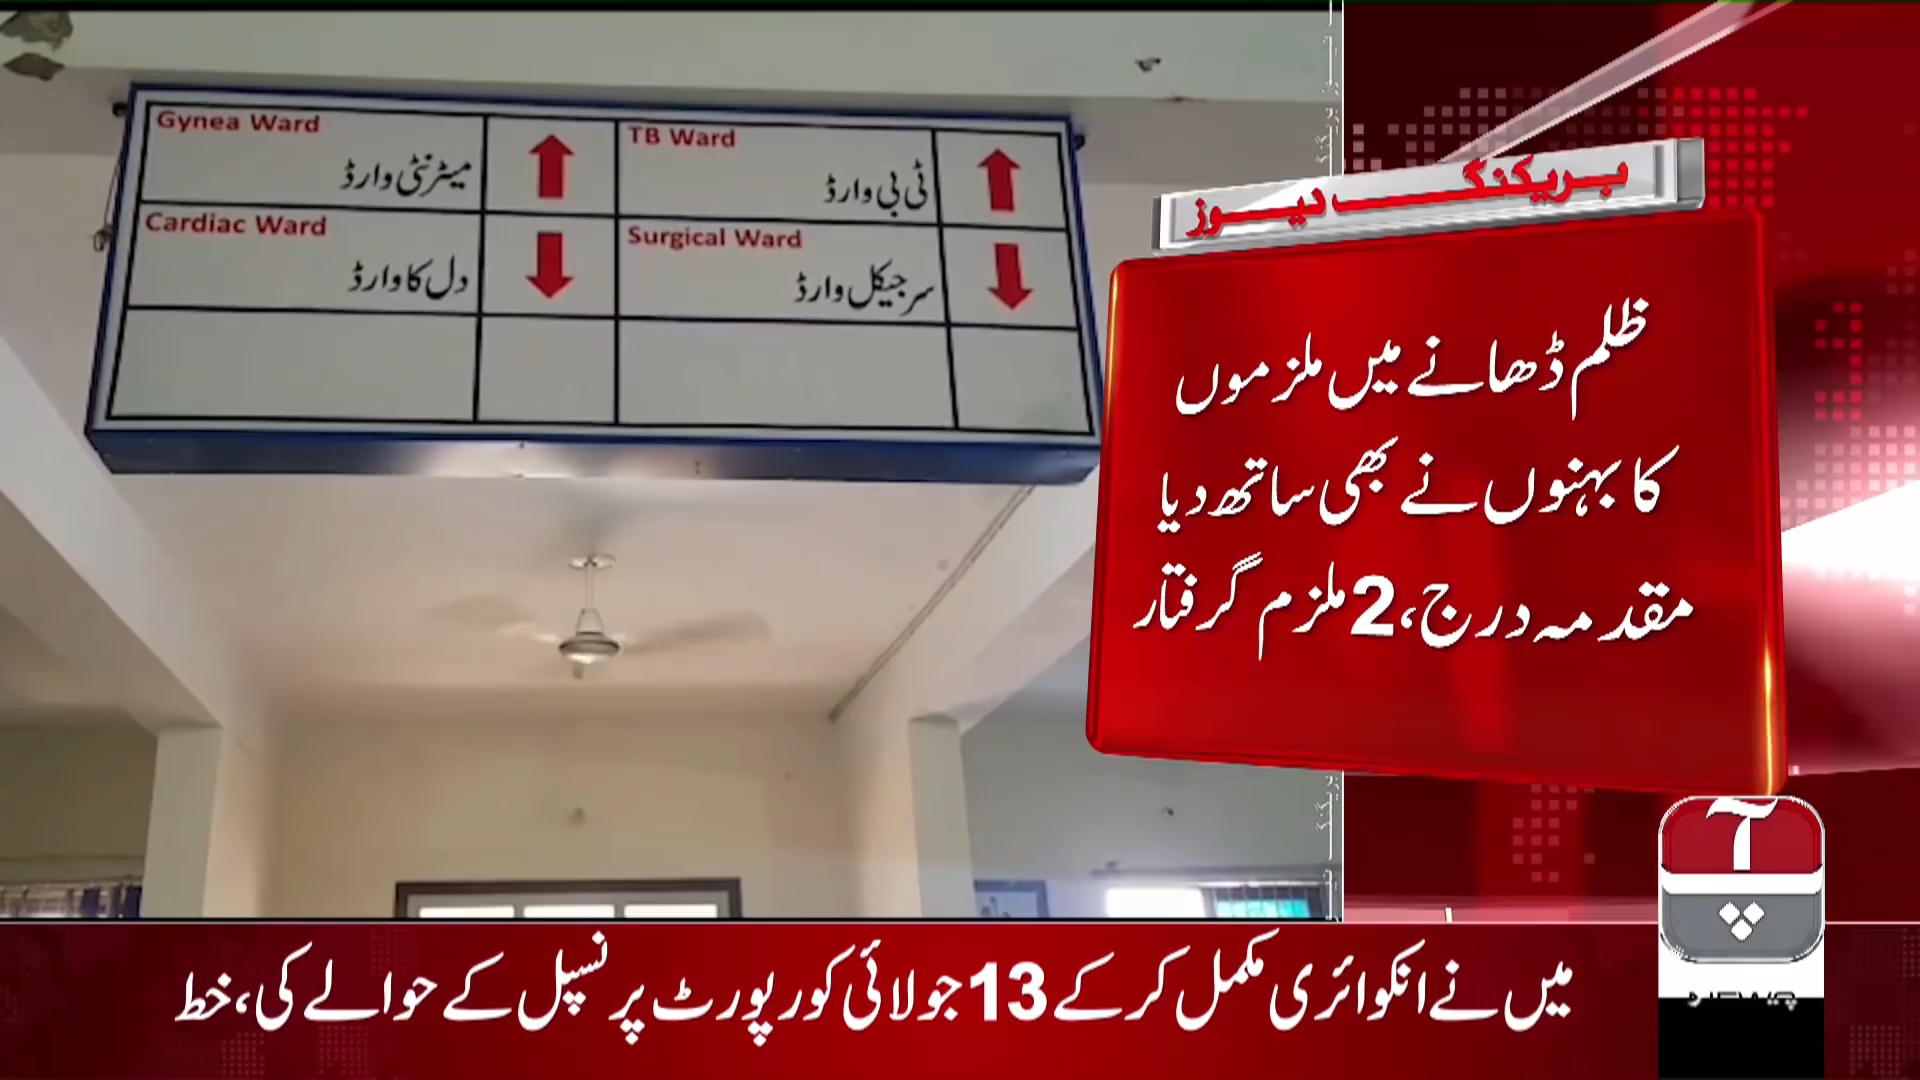 Gynea Ward
میٹرنٹی وارڈ
TB Ward
ٹی بی وارڈ
Cardiac Ward
دل کا وارڈ
Surgical Ward
سرجیکل وارڈ
بریکنگ نیوز
ظلم ڈھانے میں ملزموں
کا بہنوں نے بھی ساتھ دیا
مقدمہ درج، 2 ملزم گرفتار
آپ
میں نے انکوائری مکمل کر کے 13 جولائی کو رپورٹ پرنسپل کے حوالے کی، خط